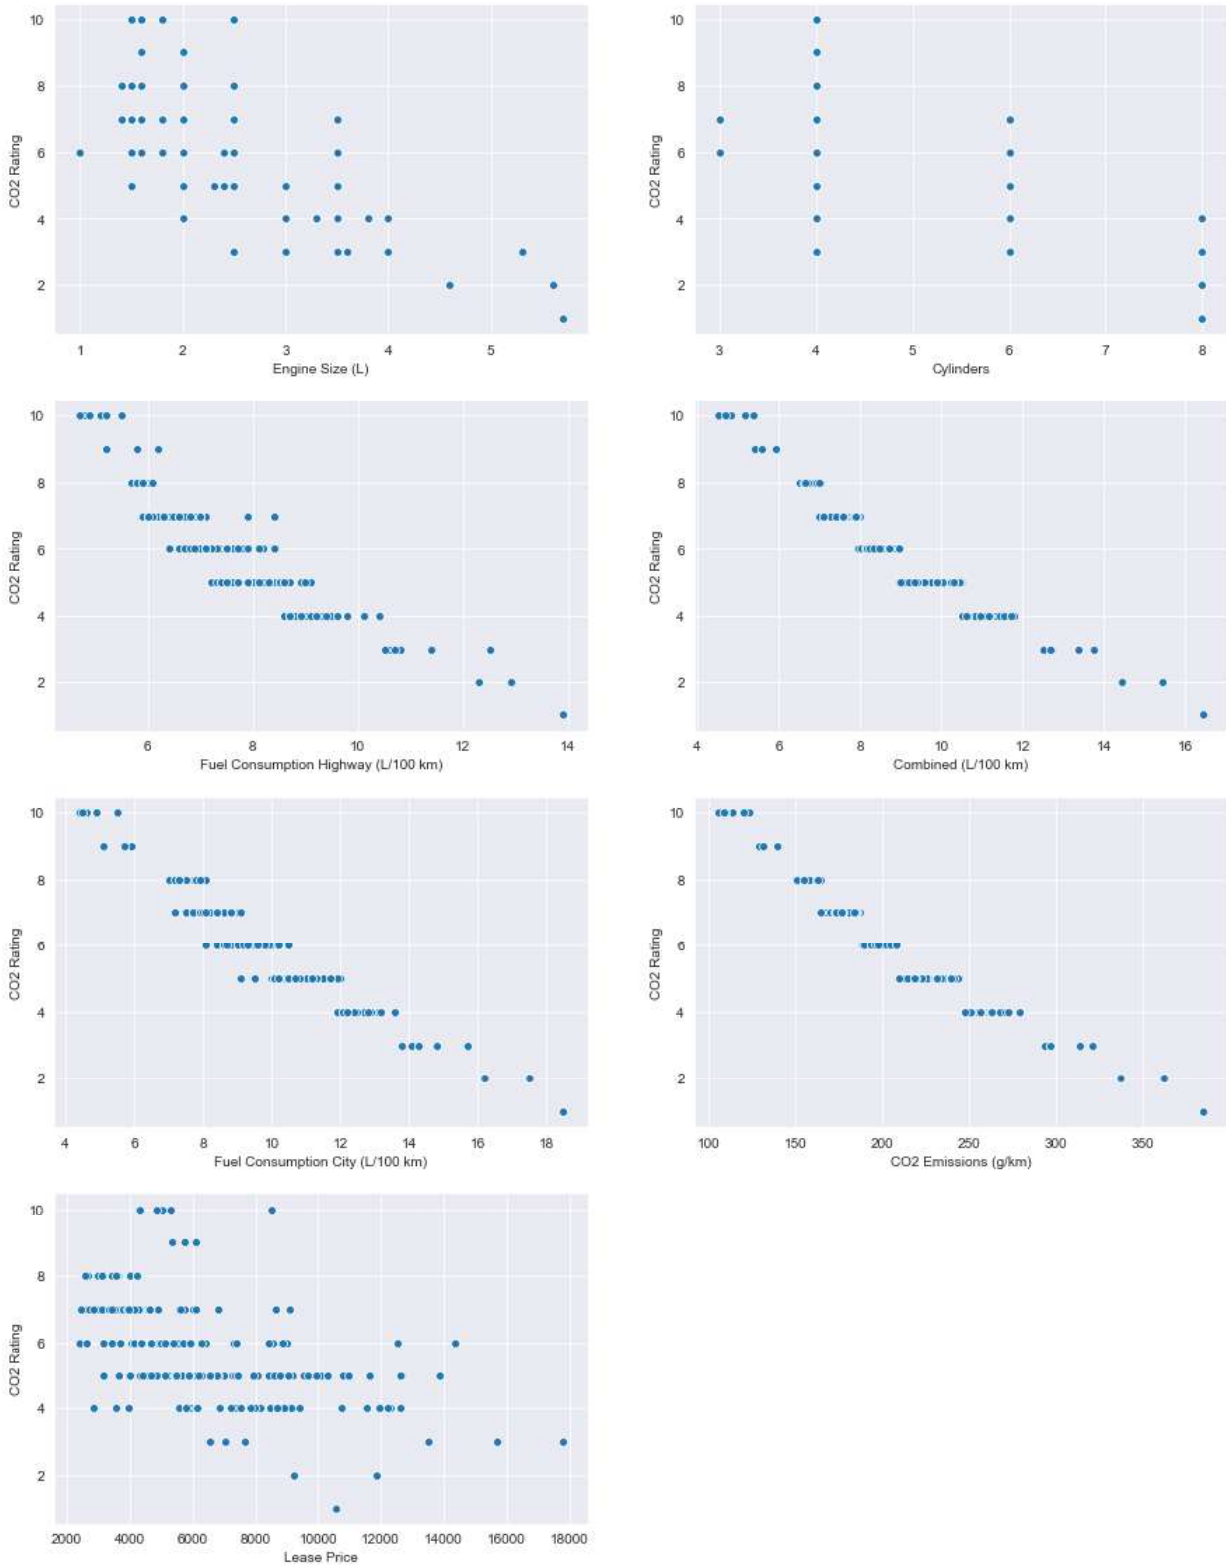 10
8
6
4
2
CO2 Rating
1 2 3 4 5
Engine Size (L)
10
8
6
4
2
CO2 Rating
3 4 5 6 7 8
Cylinders
10
8
6
4
2
CO2 Rating
6 8 10 12 14
Fuel Consumption Highway (L/100 km)
10
8
6
4
2
CO2 Rating
4 6 8 10 12 14 16
Combined (L/100 km)
10
8
6
4
2
CO2 Rating
4 6 8 10 12 14 16 18
Fuel Consumption City (L/100 km)
10
8
6
4
2
CO2 Rating
100 150 200 250 300 350
CO2 Emissions (g/km)
10
8
6
4
2
CO2 Rating
2000 4000 6000 8000 10000 12000 14000 16000 18000
Lease Price